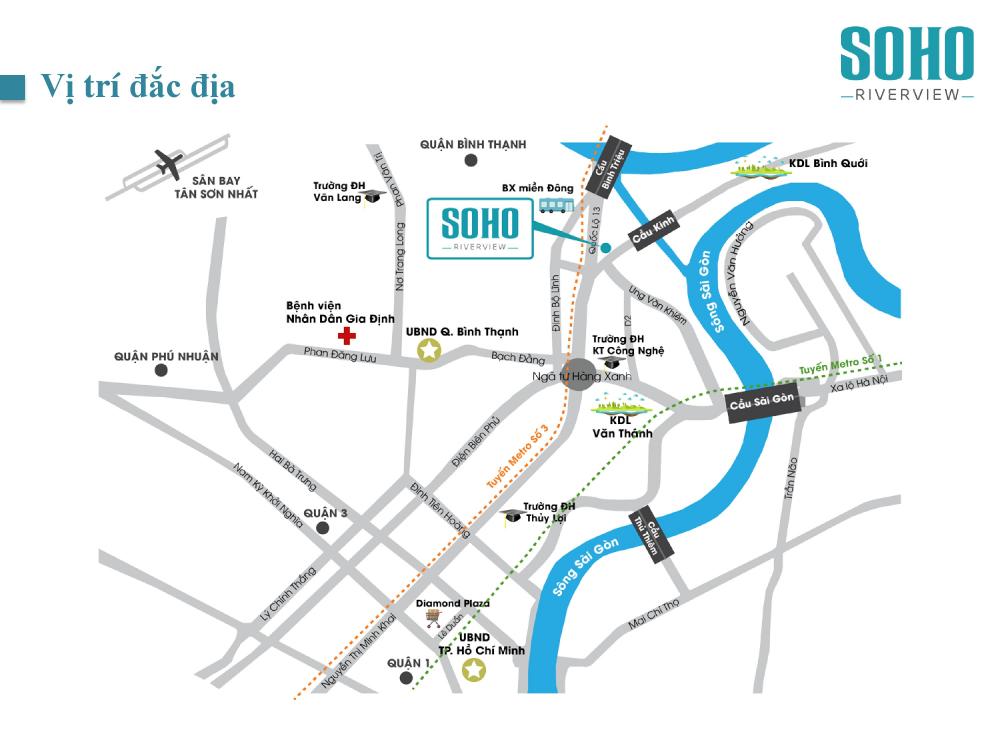 SOHO
RIVERVIEW
Vị trí đắc địa
QUẬN BÌNH THẠNH
SÂN BAY
TÂN SƠN NHẤT
Trường ĐH
Văn Lang
Phan Văn Trị
BX miền Đông
Cầu
Bình Triệu
KDL Bình Quới
SOHO
RIVERVIEW
Quốc Lộ 13
Cầu Kinh
Nơ Trang Long
Đinh Bộ Lĩnh
Ung Văn Khiêm
D2
Sông Sài Gòn
Nguyễn Văn Hưởng
Bệnh viện
Nhân Dân Gia Định
UBND Q. Bình Thạnh
Trường ĐH
KT Công Nghệ
QUẬN PHÚ NHUẬN
Phan Đăng Lưu
Bạch Đằng
Ngã tư Hàng Xanh
Tuyến Metro Số 1
Xa lộ Hà Nội
Cầu Sài Gòn
KDL
Văn Thánh
Điện Biên Phủ
Tuyến Metro Số 3
Hai Bà Trưng
Nam Kỳ Khởi Nghĩa
Đinh Tiên Hoàng
Trần Não
QUẬN 3
Trường ĐH
Thủy Lợi
Cầu
Thủ Thiêm
Sông Sài Gòn
Lý Chính Thắng
Diamond Plaza
Lê Duẩn
Mai Chí Thọ
Nguyễn Thị Minh Khai
UBND
TP. Hồ Chí Minh
QUẬN 1